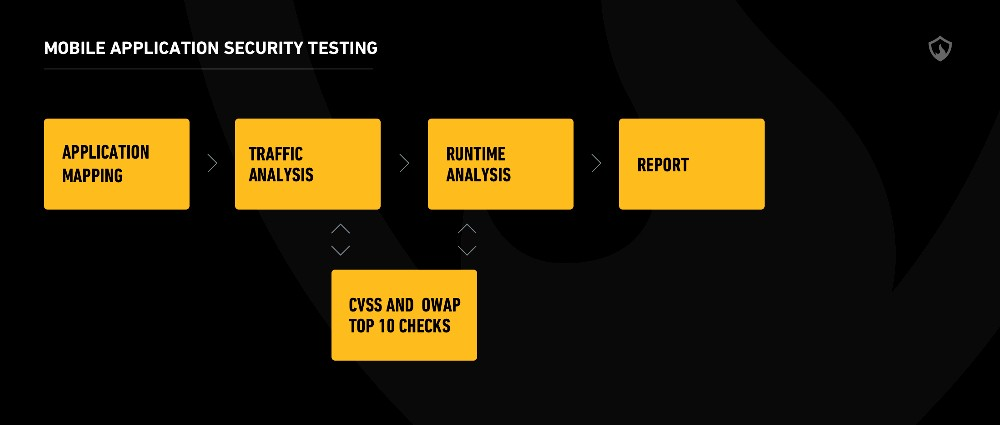 MOBILE APPLICATION SECURITY TESTING
APPLICATION
MAPPING
TRAFFIC
ANALYSIS
RUNTIME
ANALYSIS
REPORT
CVSS AND OWAP
TOP 10 CHECKS